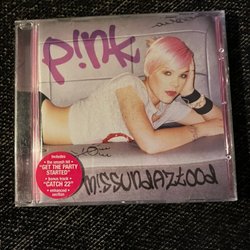 P!nk
Includes
• the smash hit •
"GET THE PARTY
STARTED"
• bonus track •
"CATCH 22"
• enhanced
section
M!ssundaztood